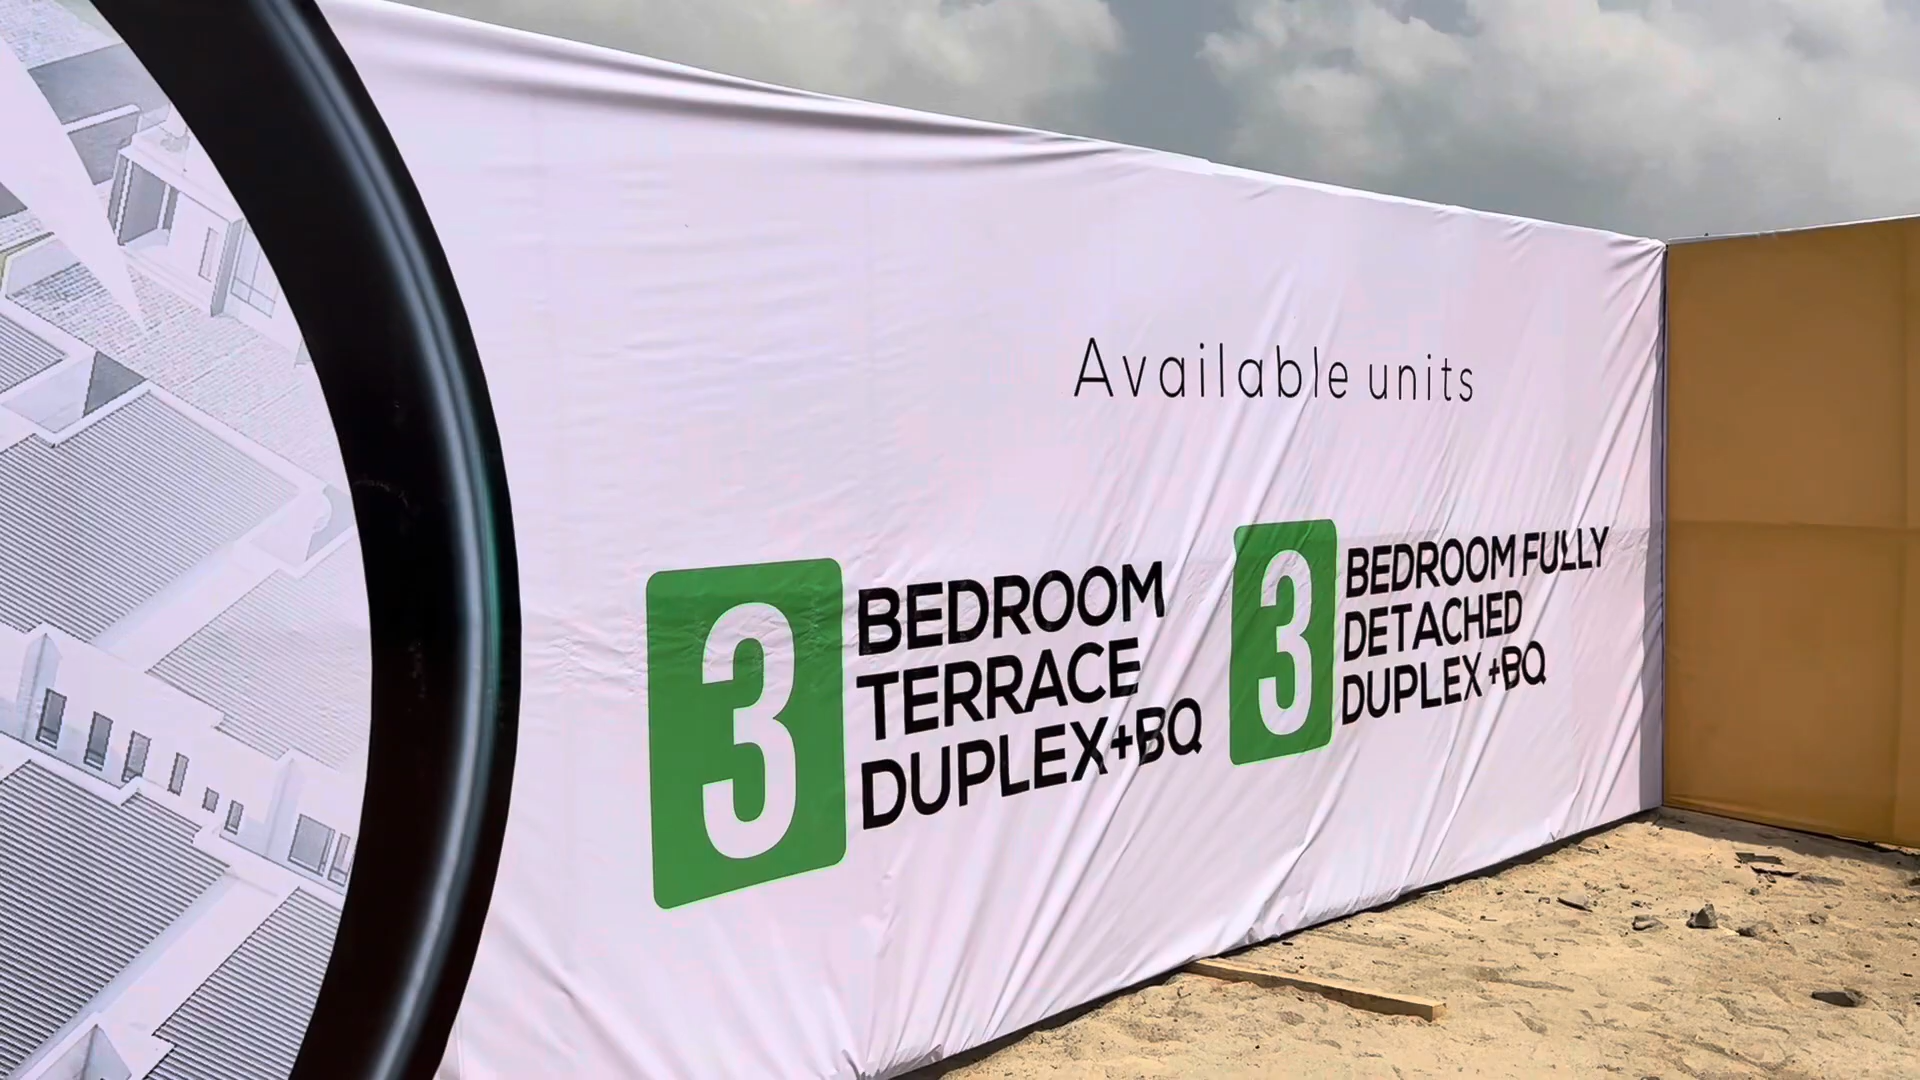 Available units
3
BEDROOM
TERRACE
DUPLEX+BQ
3
BEDROOM FULLY
DETACHED
DUPLEX +BQ